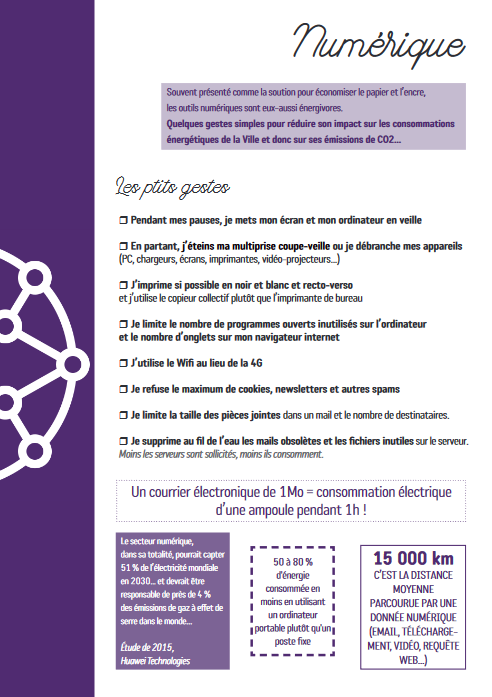 Numérique
Souvent présenté comme la soution pour économiser le papier et l'encre,
les outils numériques sont eux-aussi énergivores.
Quelques gestes simples pour réduire son impact sur les consommations
énergétiques de la Ville et donc sur ses émissions de CO2...
Les ptits gestes
❒ Pendant mes pauses, je mets mon écran et mon ordinateur en veille
❒ En partant, j'éteins ma multiprise coupe-veille ou je débranche mes appareils
(PC, chargeurs, écrans, imprimantes, vidéo-projecteurs...)
❒ J'imprime si possible en noir et blanc et recto-verso
et j'utilise le copieur collectif plutôt que l'imprimante de bureau
❒ Je limite le nombre de programmes ouverts inutilisés sur l'ordinateur
et le nombre d'onglets sur mon navigateur internet
❒ J'utilise le Wifi au lieu de la 4G
❒ Je refuse le maximum de cookies, newsletters et autres spams
❒ Je limite la taille des pièces jointes dans un mail et le nombre de destinataires.
❒ Je supprime au fil de l'eau les mails obsolètes et les fichiers inutiles sur le serveur.
Moins les serveurs sont sollicités, moins ils consomment.
Un courrier électronique de 1Mo = consommation électrique
d'une ampoule pendant 1h !
Le secteur numérique,
dans sa totalité, pourrait capter
51 % de l'électricité mondiale
en 2030... et devrait être
responsable de près de 4 %
des émissions de gaz à effet de
serre dans le monde...
Étude de 2015,
Huawei Technologies
50 à 80 %
d'énergie
consommée en
moins en utilisant
un ordinateur
portable plutôt qu'un
poste fixe
15 000 km
C'EST LA DISTANCE
MOYENNE
PARCOURUE PAR UNE
DONNÉE NUMÉRIQUE
(EMAIL, TÉLÉCHARGE-
MENT, VIDÉO, REQUÊTE
WEB...)